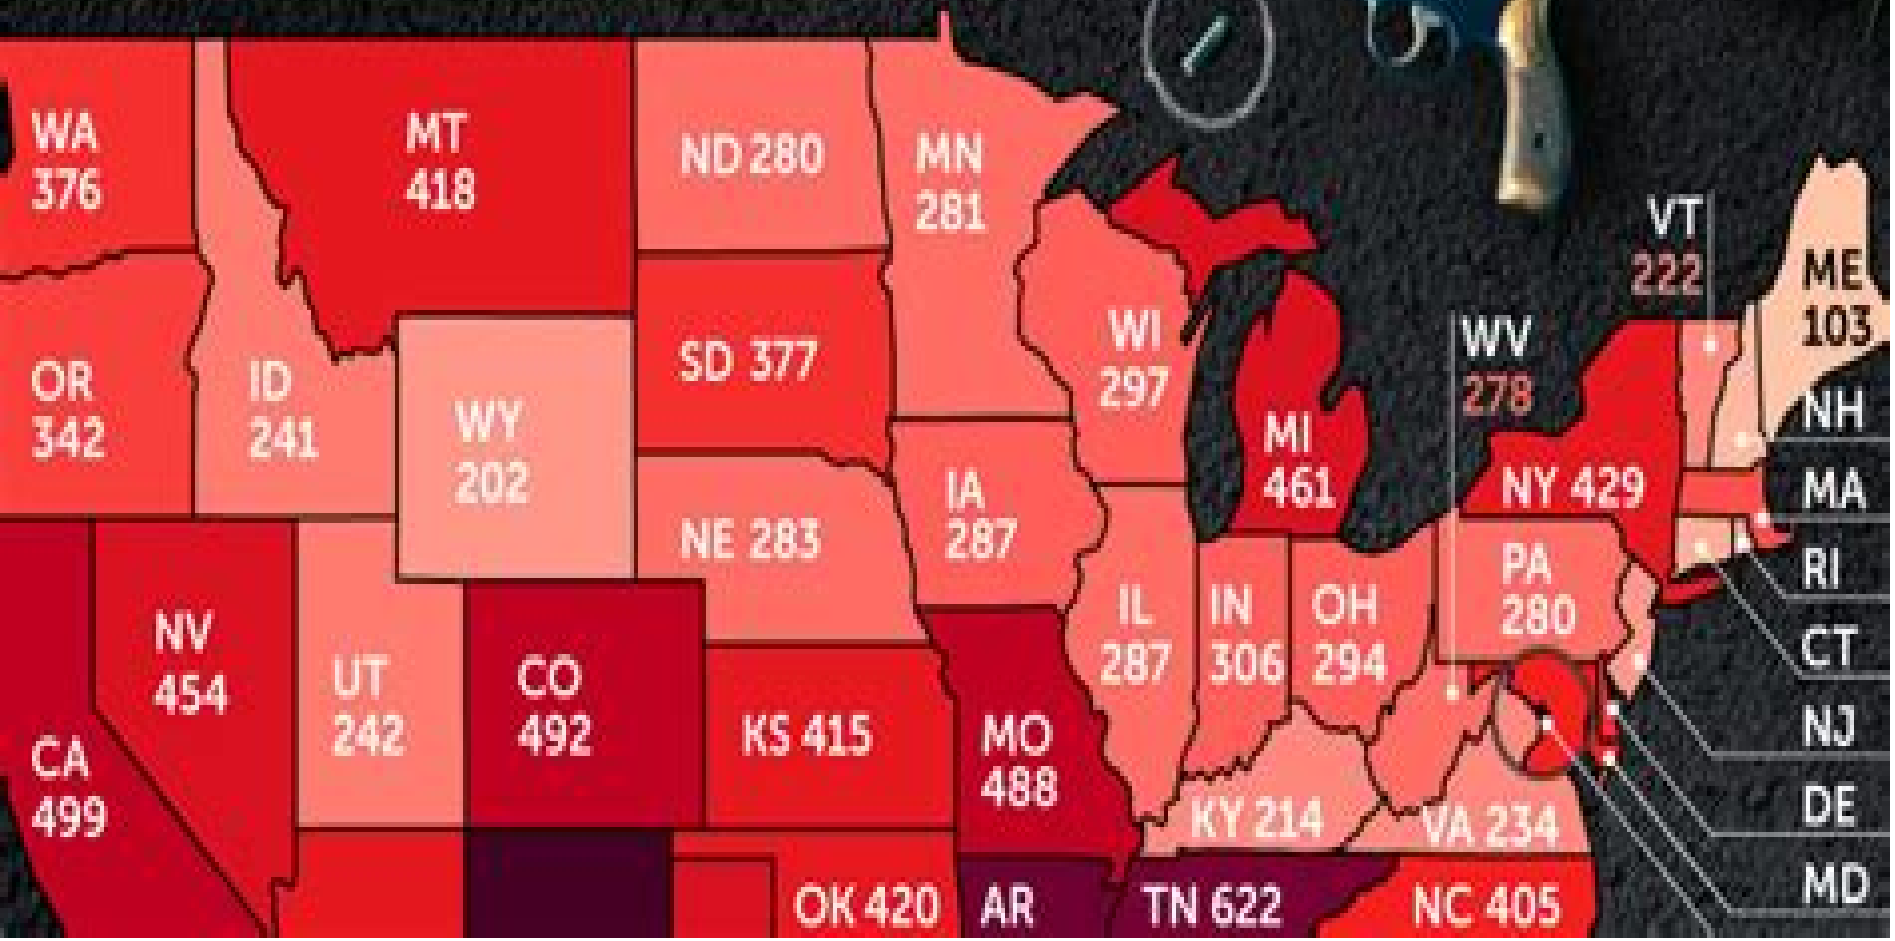 WA
376
MT
418
ND 280
MN
281
OR
342
ID
241
WY
202
SD 377
WI
297
MI
461
VT
222
WV
278
ME
103
NH
NY 429
MA
NE 283
IA
287
PA
280
RI
NV
454
UT
242
CO
492
IL
287
IN
306
OH
294
CT
CA
499
KS 415
MO
488
KY 214
VA 234
NJ
DE
MD
OK 420
AR
TN 622
NC 405